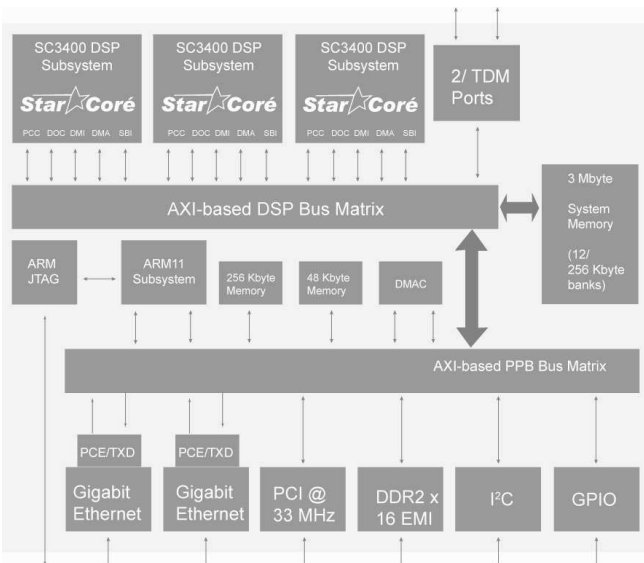 SC3400 DSP
Subsystem
StarCoré
PCC DOC DMI DMA SBI
SC3400 DSP
Subsystem
StarCoré
PCC DOC DMI DMA SBI
SC3400 DSP
Subsystem
StarCoré
PCC DOC DMI DMA SBI
2/ TDM
Ports
AXI-based DSP Bus Matrix
3 Mbyte
System
Memory
(12/
256 Kbyte
banks)
ARM
JTAG
ARM11
Subsystem
256 Kbyte
Memory
48 Kbyte
Memory
DMAC
AXI-based PPB Bus Matrix
PCE/TXD
Gigabit
Ethernet
PCE/TXD
Gigabit
Ethernet
PCI @
33 MHz
DDR2 x
16 EMI
I²C
GPIO